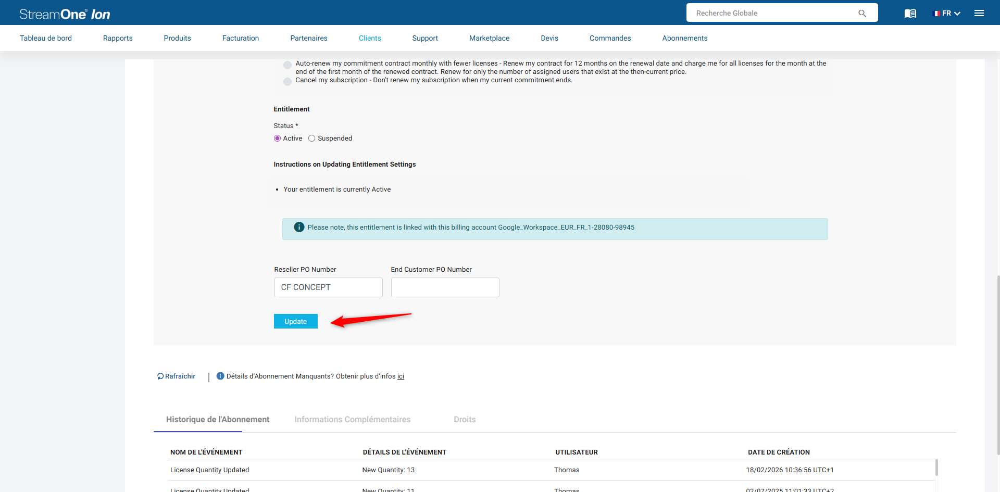 StreamOne® Ion
Recherche Globale
FR
Tableau de bord
Rapports
Produits
Facturation
Partenaires
Clients
Support
Marketplace
Devis
Commandes
Abonnements
Auto-renew my commitment contract monthly with fewer licenses - Renew my contract for 12 months on the renewal date and charge me for all licenses for the month at the
end of the first month of the renewed contract. Renew for only the number of assigned users that exist at the then-current price.
Cancel my subscription - Don't renew my subscription when my current commitment ends.
Entitlement
Status *
Active
Suspended
Instructions on Updating Entitlement Settings
• Your entitlement is currently Active
Please note, this entitlement is linked with this billing account Google_Workspace_EUR_FR_1-28080-98945
Reseller PO Number
End Customer PO Number
CF CONCEPT
Update
Rafraîchir
Détails d'Abonnement Manquants? Obtenir plus d'infos ici
Historique de l'Abonnement
Informations Complémentaires
Droits
NOM DE L'ÉVÉNEMENT
DÉTAILS DE L'ÉVÉNEMENT
UTILISATEUR
DATE DE CRÉATION
License Quantity Updated
New Quantity: 13
Thomas
18/02/2026 10:36:56 UTC+1
License Quantity Updated
New Quantity: 11
Thomas
02/07/2025 11:01:33 UTC+2